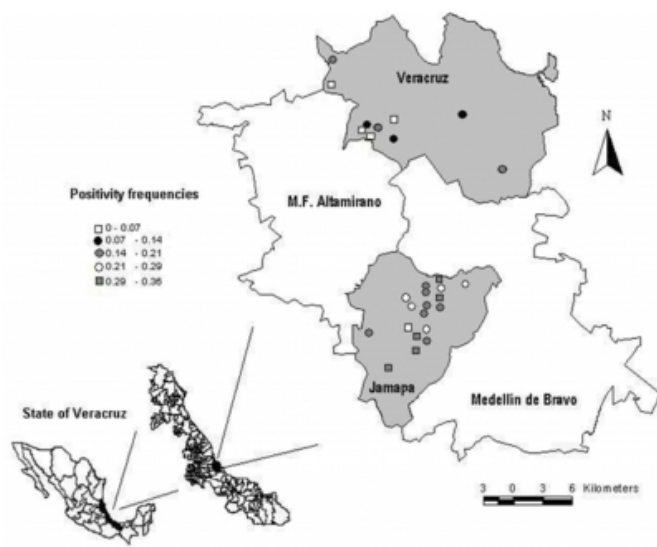 Veracruz
N
Positivity frequencies
M.F. Altamirano
0 - 0.07
0.07 - 0.14
0.14 - 0.21
0.21 - 0.29
0.29 - 0.36
State of Veracruz
Jamapa
Medellin de Bravo
3 0 3 6 Kilometers